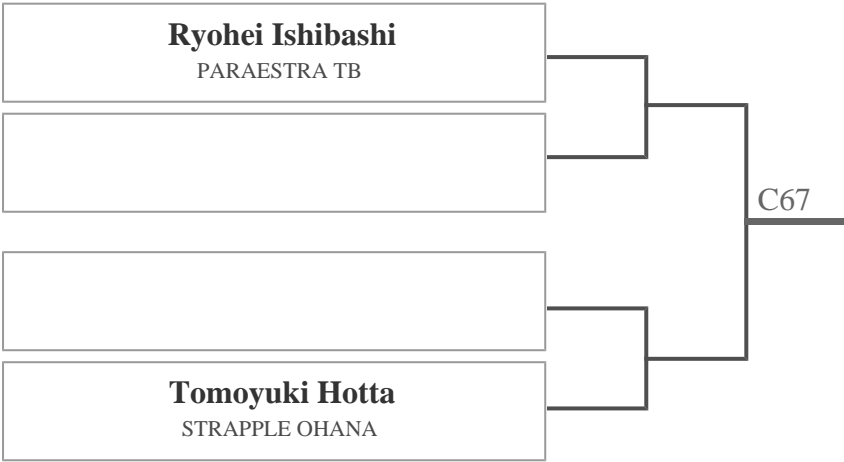 Ryohei Ishibashi
PARAESTRA TB
C67
Tomoyuki Hotta
STRAPPLE OHANA